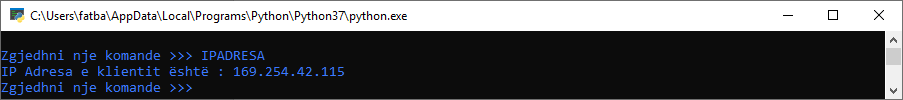 C:\Users\fatba\AppData\Local\Programs\Python\Python37\python.exe
Zgjedhni nje komande >>> IPADRESA
IP Adresa e klientit është : 169.254.42.115
Zgjedhni nje komande >>>